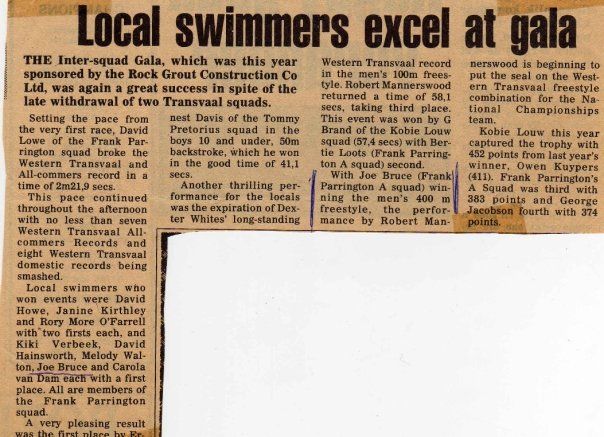 Local swimmers excel at gala
THE Inter-squad Gala, which was this year
sponsored by the Rock Grout Construction Co
Ltd, was again a great success in spite of the
late withdrawal of two Transvaal squads.
Setting the pace from
the very first race, David
Lowe of the Frank Par-
rington squad broke the
Western Transvaal and
All-commers record in a
time of 2m21,9 secs.
This pace continued
throughout the afternoon
with no less than seven
Western Transvaal All-
commers Records and
eight Western Transvaal
domestic records being
smashed.
Local swimmers who
won events were David
Howe, Janine Kirthley
and Rory More O'Farrell
with two firsts each, and
Kiki Verbeek, David
Hainsworth, Melody Wal-
ton, Joe Bruce and Carola
van Dam each with a first
place. All are members of
the Frank Parrington
squad.
A very pleasing result
was the first place by Er-
nest Davis of the Tommy
Pretorius squad in the
boys 10 and under, 50m
backstroke, which he won
in the good time of 41,1
secs.
Another thrilling per-
formance for the locals
was the expiration of Dex-
ter Whites' long-standing
Western Transvaal record
in the men's 100m frees-
tyle. Robert Mannerswood
returned a time of 58,1
secs, taking third place.
This event was won by G
Brand of the Kobie Louw
squad (57,4 secs) with Ber-
tie Loots (Frank Parring-
ton A squad) second.
With Joe Bruce (Frank
Parrington A squad) win-
ning the men's 400 m
freestyle, the perfor-
mance by Robert Man-
nerswood is beginning to
put the seal on the West-
ern Transvaal freestyle
combination for the Na-
tional Championships
team.
Kobie Louw this year
captured the trophy with
452 points from last year's
winner, Owen Kuypers
(411). Frank Parrington's
A Squad was third with
383 points and George
Jacobson fourth with 374
points.